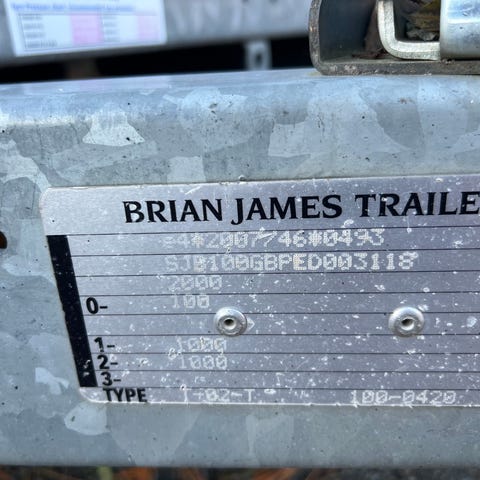 BRIAN JAMES TRAILE
e4*2007/46*0493
SJB100GBPED003118
2000
0- 100
1- 1000
2- 1000
3-
TYPE 1-02-T 100-0420